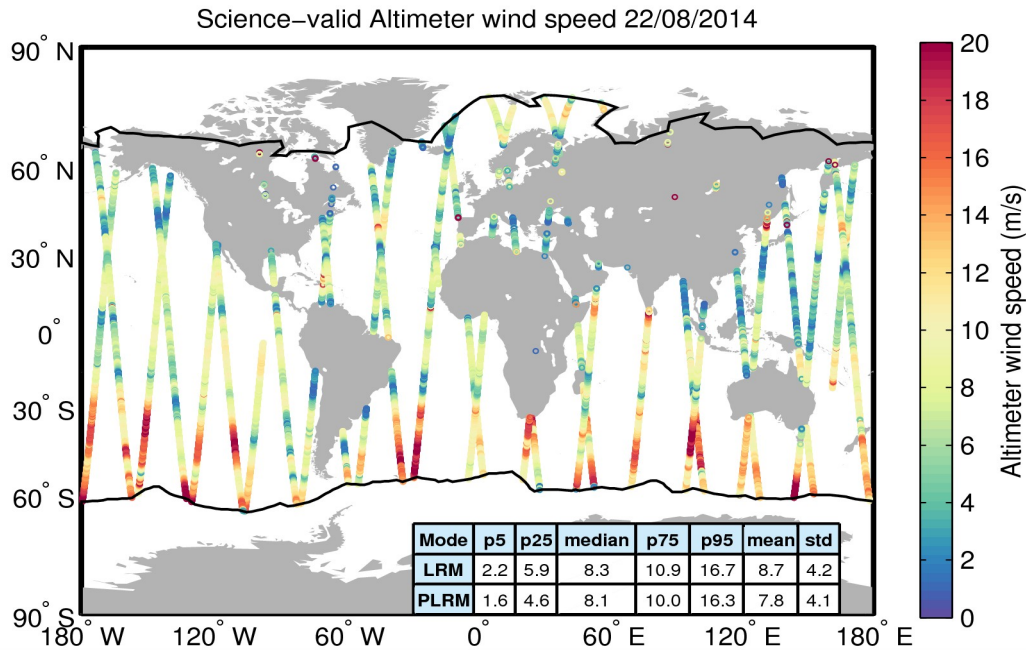 Science−valid Altimeter wind speed 22/08/2014
90° N
60° N
30° N
0°
30° S
60° S
90° S
180° W
120° W
60° W
0°
60° E
120° E
180° E
Mode p5 p25 median p75 p95 mean std
LRM 2.2 5.9 8.3 10.9 16.7 8.7 4.2
PLRM 1.6 4.6 8.1 10.0 16.3 7.8 4.1
20
18
16
14
12
10
8
6
4
2
0
Altimeter wind speed (m/s)